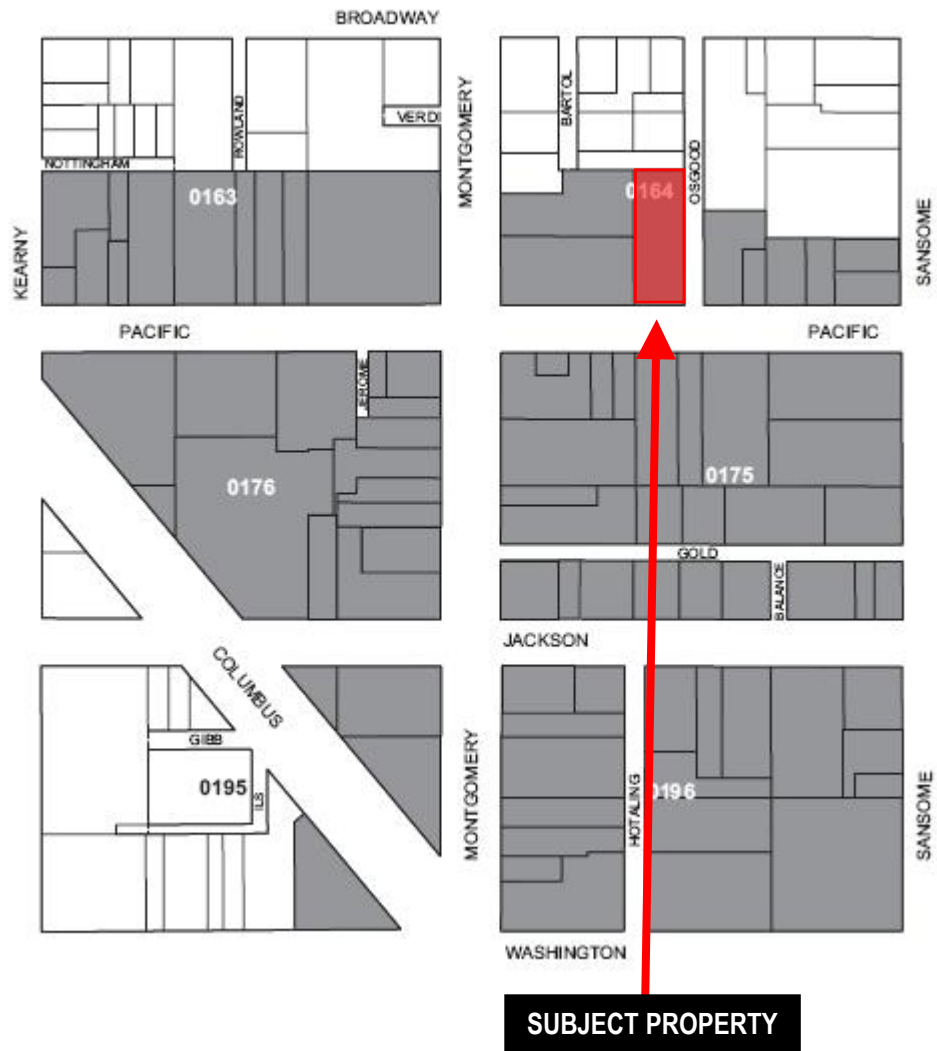 BROADWAY
BARTOL
ROWLAND
VERDI
MONTGOMERY
OSGOOD
NOTTINGHAM
0163
0164
KEARNY
SANSOME
PACIFIC
PACIFIC
JEROME
0176
0175
GOLD
BALANCE
JACKSON
COLUMBUS
GIBB
0195
ILS
MONTGOMERY
HOTALING
0196
SANSOME
WASHINGTON
SUBJECT PROPERTY